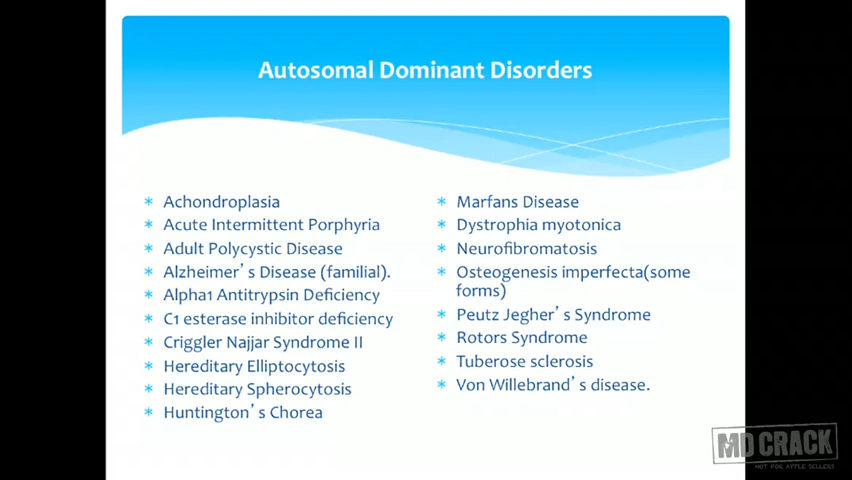 Autosomal Dominant Disorders
* Achondroplasia
* Acute Intermittent Porphyria
* Adult Polycystic Disease
* Alzheimer's Disease (familial).
* Alpha1 Antitrypsin Deficiency
* C1 esterase inhibitor deficiency
* Criggler Najjar Syndrome II
* Hereditary Elliptocytosis
* Hereditary Spherocytosis
* Huntington's Chorea
* Marfans Disease
* Dystrophia myotonica
* Neurofibromatosis
* Osteogenesis imperfecta(some
forms)
* Peutz Jegher's Syndrome
* Rotors Syndrome
* Tuberose sclerosis
* Von Willebrand's disease.
MD CRACK
NOT FOR APPLE SELLERS